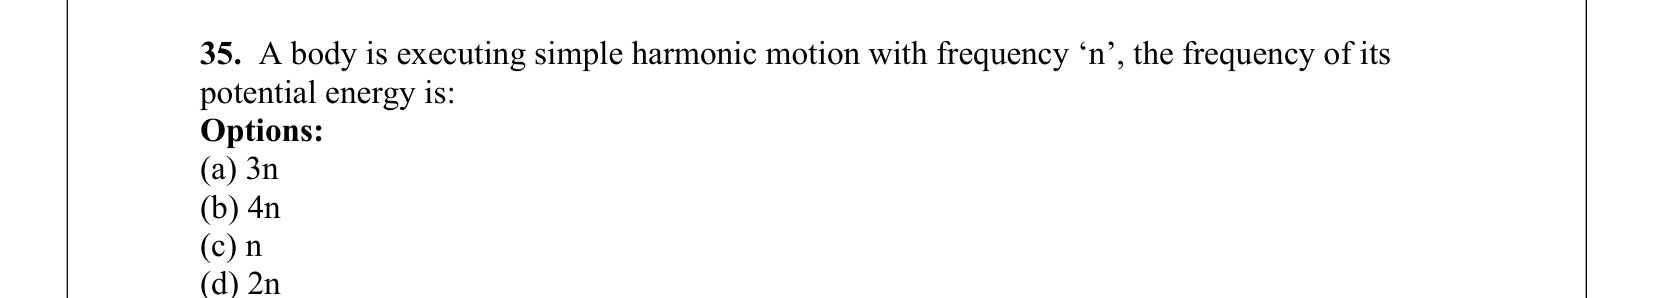 35. A body is executing simple harmonic motion with frequency ‘n’, the frequency of its
potential energy is:
Options:
(a) 3n
(b) 4n
(c) n
(d) 2n